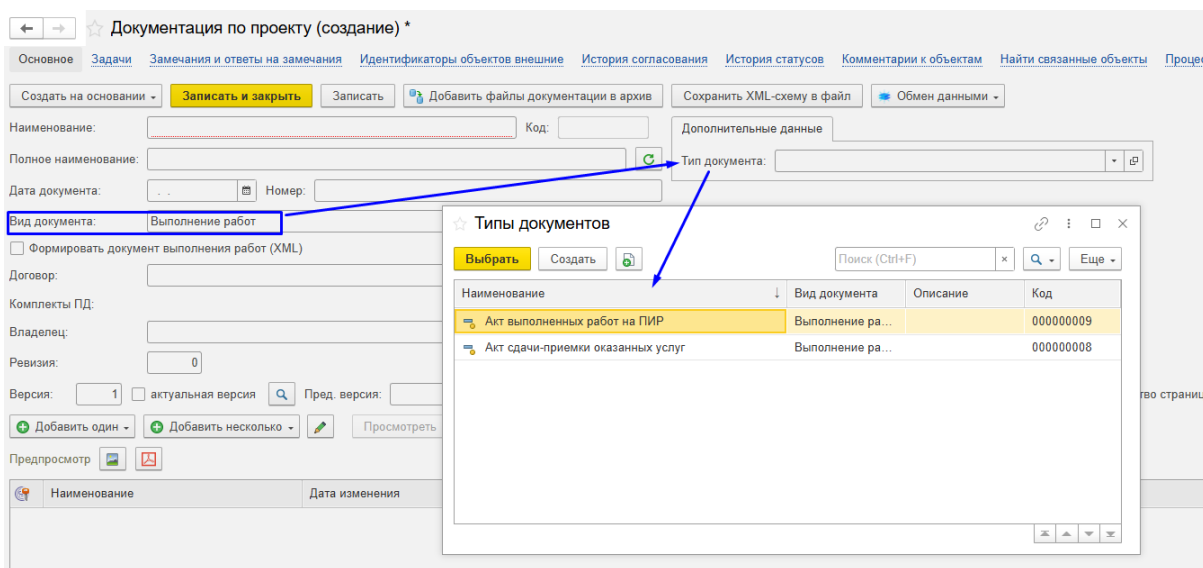 Документация по проекту (создание) *
Основное Задачи Замечания и ответы на замечания Идентификаторы объектов внешние История согласования История статусов Комментарии к объектам Найти связанные объекты
Создать на основании Записать и закрыть Записать Добавить файлы документации в архив Сохранить XML-схему в файл Обмен данными
Наименование: Код: Дополнительные данные
Полное наименование: Тип документа:
Дата документа: . . Номер:
Вид документа: Выполнение работ
Формировать документ выполнения работ (XML)
Договор:
Комплекты ПД:
Владелец:
Ревизия: 0
Версия: 1 актуальная версия Пред. версия:
Добавить один Добавить несколько Просмотреть
Предпросмотр
Наименование Дата изменения
Типы документов
Выбрать Создать Поиск (Ctrl+F) × Еще
Наименование ↓ Вид документа Описание Код
Акт выполненных работ на ПИР Выполнение ра... 000000009
Акт сдачи-приемки оказанных услуг Выполнение ра... 000000008